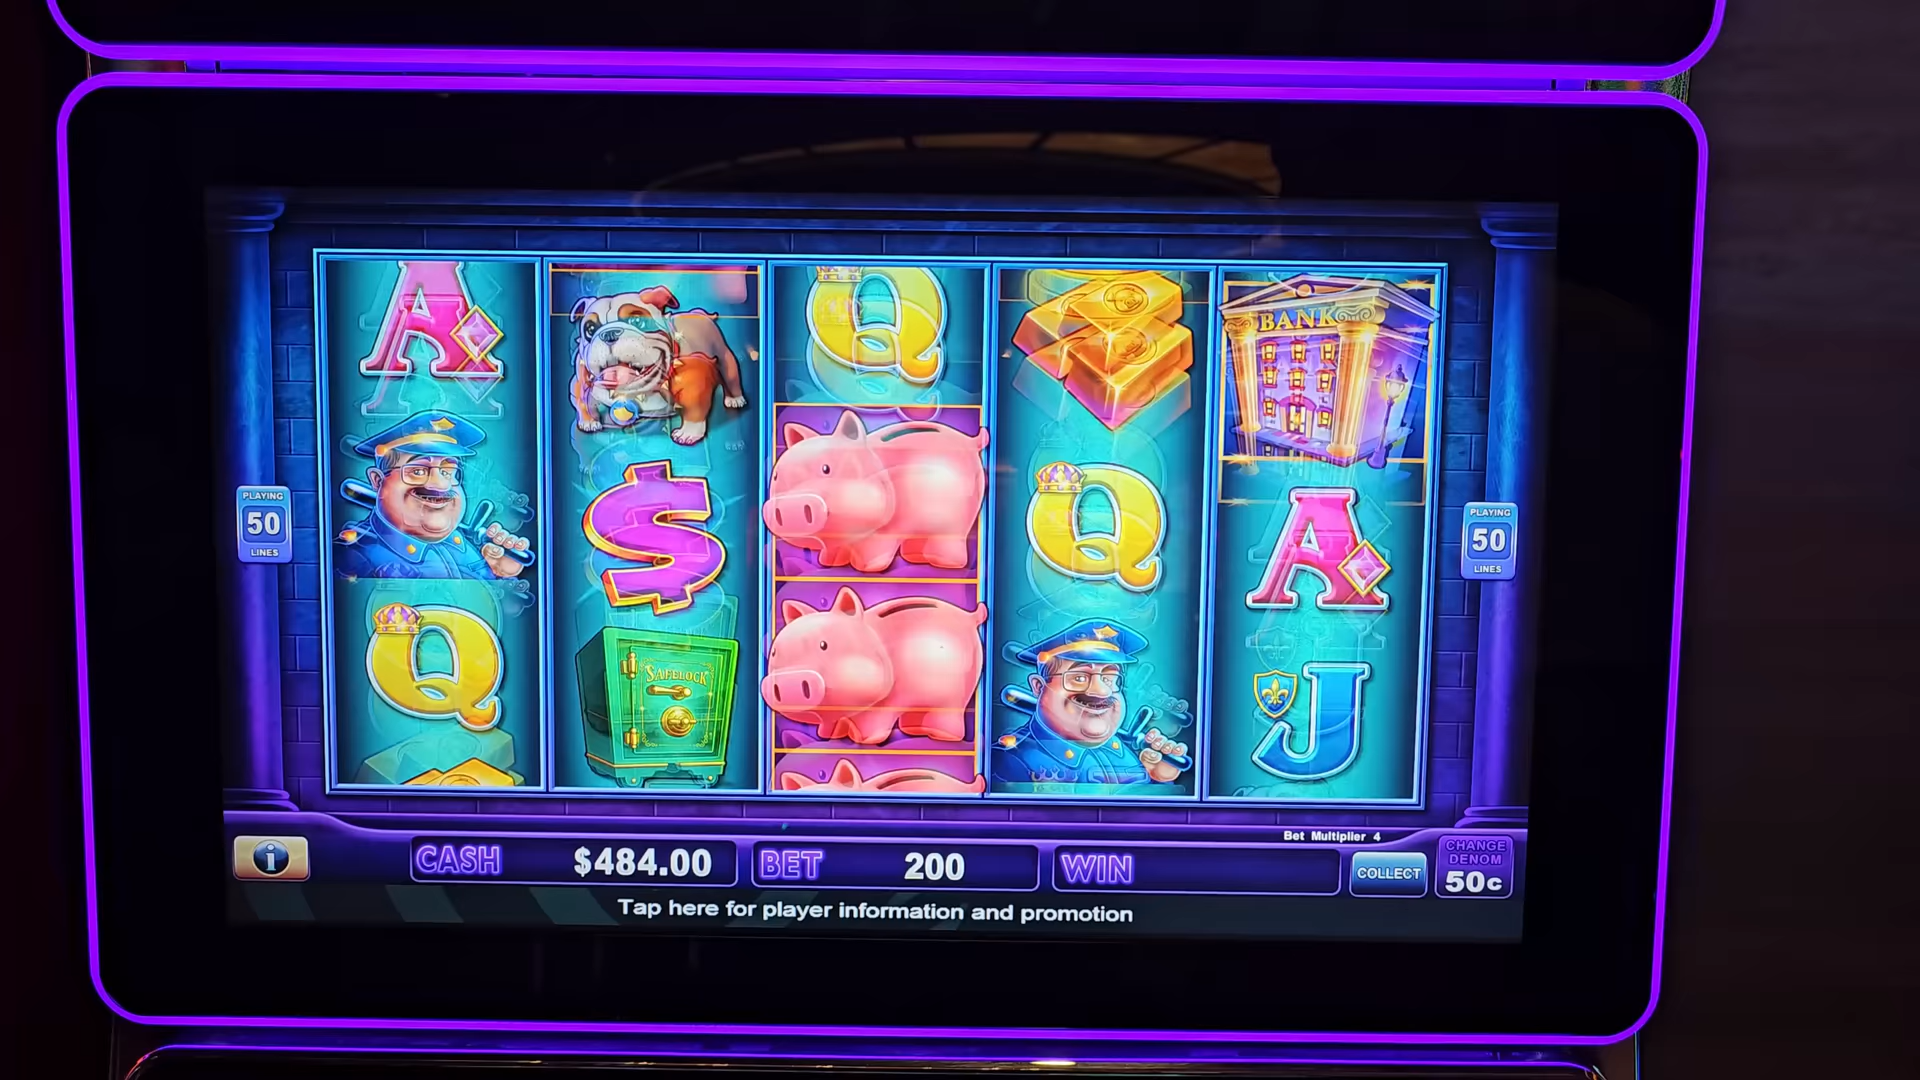 A
Q
BANK
$
Q
A
SAFELOCK
Q
J
PLAYING
50
LINES
PLAYING
50
LINES
Bet Multiplier 4
CASH $484.00
BET 200
WIN
COLLECT
CHANGE
DENOM
50c
i
Tap here for player information and promotion